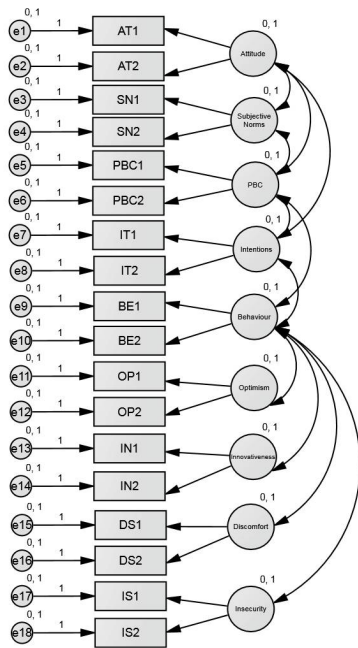 0, 1
e1 1 AT1
0, 1
Attitude
0, 1
e2 1 AT2
0, 1
e3 1 SN1
0, 1
Subjective
Norms
0, 1
e4 1 SN2
0, 1
e5 1 PBC1
0, 1
PBC
0, 1
e6 1 PBC2
0, 1
e7 1 IT1
0, 1
Intentions
0, 1
e8 1 IT2
0, 1
e9 1 BE1
0, 1
Behaviour
0, 1
e10 1 BE2
0, 1
e11 1 OP1
0, 1
Optimism
0, 1
e12 1 OP2
0, 1
e13 1 IN1
0, 1
Innovativeness
0, 1
e14 1 IN2
0, 1
e15 1 DS1
0, 1
Discomfort
0, 1
e16 1 DS2
0, 1
e17 1 IS1
0, 1
Insecurity
0, 1
e18 1 IS2